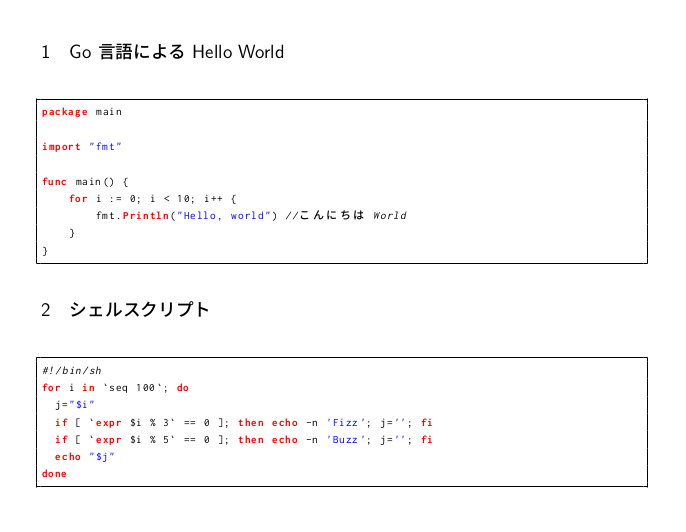 1 Go 言語による Hello World
package main
import "fmt"
func main() {
    for i := 0; i < 10; i++ {
        fmt.Println("Hello, world") //こんにちは World
    }
}
2 シェルスクリプト
#!/bin/sh
for i in `seq 100`; do
  j="$i"
  if [ `expr $i % 3` == 0 ]; then echo -n 'Fizz'; j=''; fi
  if [ `expr $i % 5` == 0 ]; then echo -n 'Buzz'; j=''; fi
  echo "$j"
done